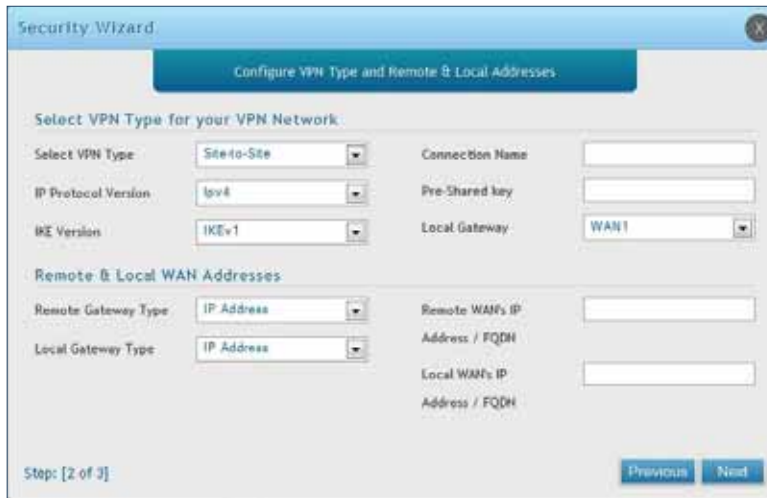 Security Wizard
X
Configure VPN Type and Remote & Local Addresses
Select VPN Type for your VPN Network
Select VPN Type Site-to-Site Connection Name
IP Protocol Version Ipv4 Pre-Shared key
IKE Version IKEv1 Local Gateway WAN1
Remote & Local WAN Addresses
Remote Gateway Type IP Address Remote WAN's IP
Address / FQDN
Local Gateway Type IP Address Local WAN's IP
Address / FQDN
Step: [2 of 3] Previous Next